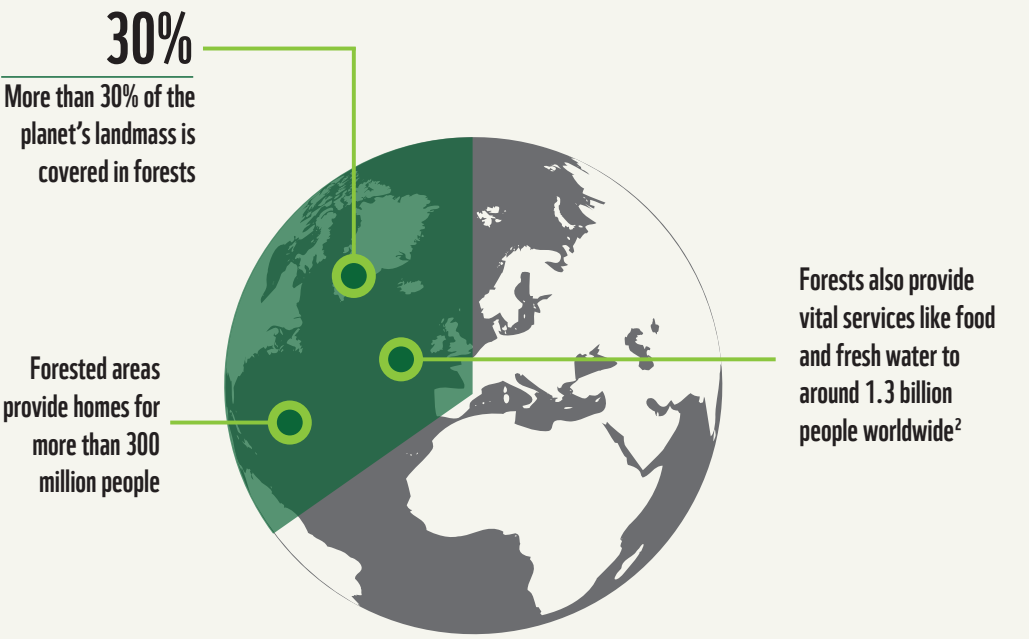 30%
More than 30% of the
planet’s landmass is
covered in forests
Forested areas
provide homes for
more than 300
million people
Forests also provide
vital services like food
and fresh water to
around 1.3 billion
people worldwide²